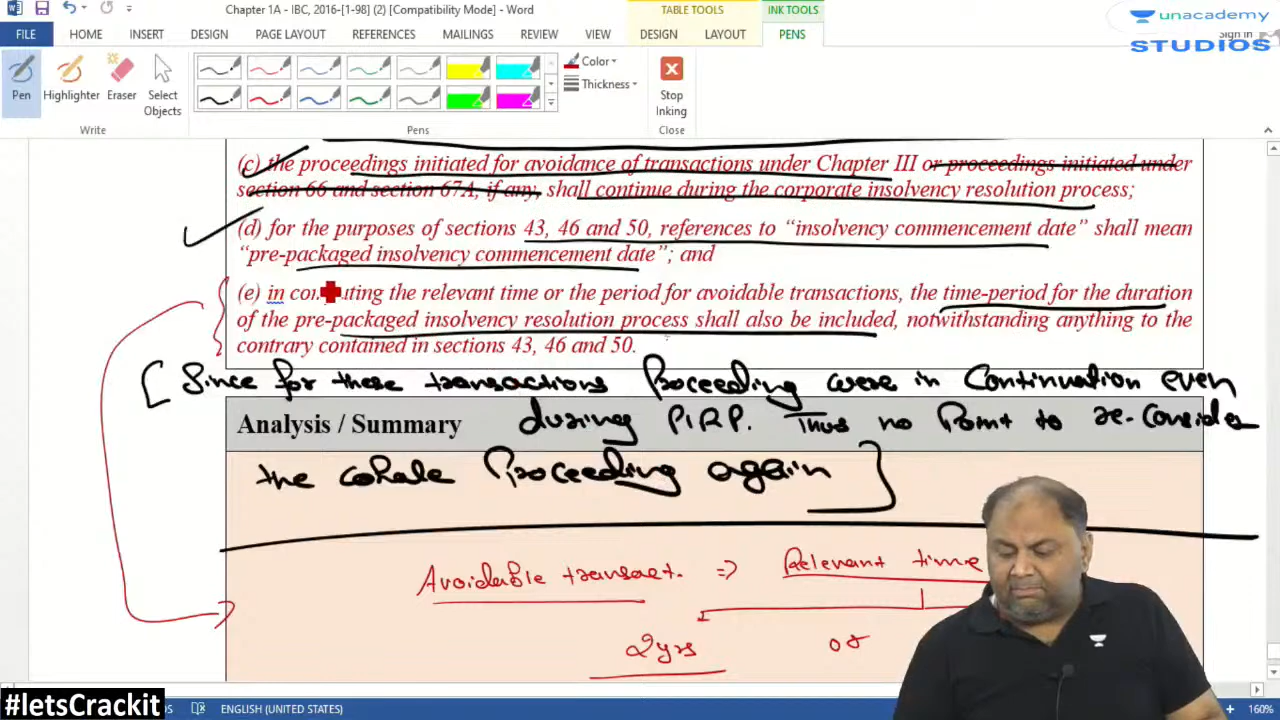 Chapter 1A - IBC, 2016-[1-98] (2) [Compatibility Mode] - Word
TABLE TOOLS
INK TOOLS
unacademy
STUDIOS
Sign in
FILE
HOME
INSERT
DESIGN
PAGE LAYOUT
REFERENCES
MAILINGS
REVIEW
VIEW
DESIGN
LAYOUT
PENS
Pen
Highlighter
Eraser
Select Objects
Color
Thickness
Stop Inking
Write
Pens
Close
(c) the proceedings initiated for avoidance of transactions under Chapter III or proceedings initiated under
section 66 and section 67A, if any, shall continue during the corporate insolvency resolution process;
(d) for the purposes of sections 43, 46 and 50, references to “insolvency commencement date” shall mean
“pre-packaged insolvency commencement date”; and
(e) in computing the relevant time or the period for avoidable transactions, the time-period for the duration
of the pre-packaged insolvency resolution process shall also be included, notwithstanding anything to the
contrary contained in sections 43, 46 and 50.
[Since for these transactions Proceeding were in Continuation even
Analysis / Summary during PIRP. Thus no Point to re-Consider
the whole Proceeding again]
Avoidable transact. => Relevant time
2yrs or
#letsCrackit
ENGLISH (UNITED STATES)
160%